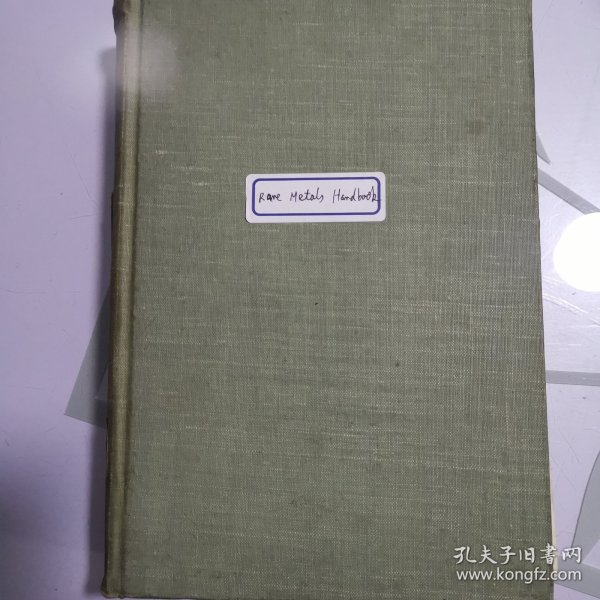 Rare Metals Handbook
孔夫子旧书网
www.kongfz.com